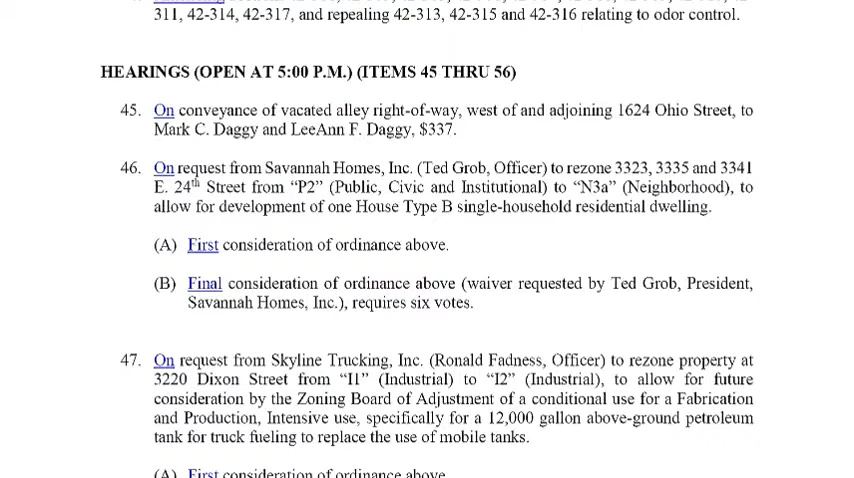 311, 42-314, 42-317, and repealing 42-313, 42-315 and 42-316 relating to odor control.
HEARINGS (OPEN AT 5:00 P.M.) (ITEMS 45 THRU 56)
45. On conveyance of vacated alley right-of-way, west of and adjoining 1624 Ohio Street, to
Mark C. Daggy and LeeAnn F. Daggy, $337.
46. On request from Savannah Homes, Inc. (Ted Grob, Officer) to rezone 3323, 3335 and 3341
E. 24th Street from “P2” (Public, Civic and Institutional) to “N3a” (Neighborhood), to
allow for development of one House Type B single-household residential dwelling.
(A) First consideration of ordinance above.
(B) Final consideration of ordinance above (waiver requested by Ted Grob, President,
Savannah Homes, Inc.), requires six votes.
47. On request from Skyline Trucking, Inc. (Ronald Fadness, Officer) to rezone property at
3220 Dixon Street from “I1” (Industrial) to “I2” (Industrial), to allow for future
consideration by the Zoning Board of Adjustment of a conditional use for a Fabrication
and Production, Intensive use, specifically for a 12,000 gallon above-ground petroleum
tank for truck fueling to replace the use of mobile tanks.
(A) First consideration of ordinance above.